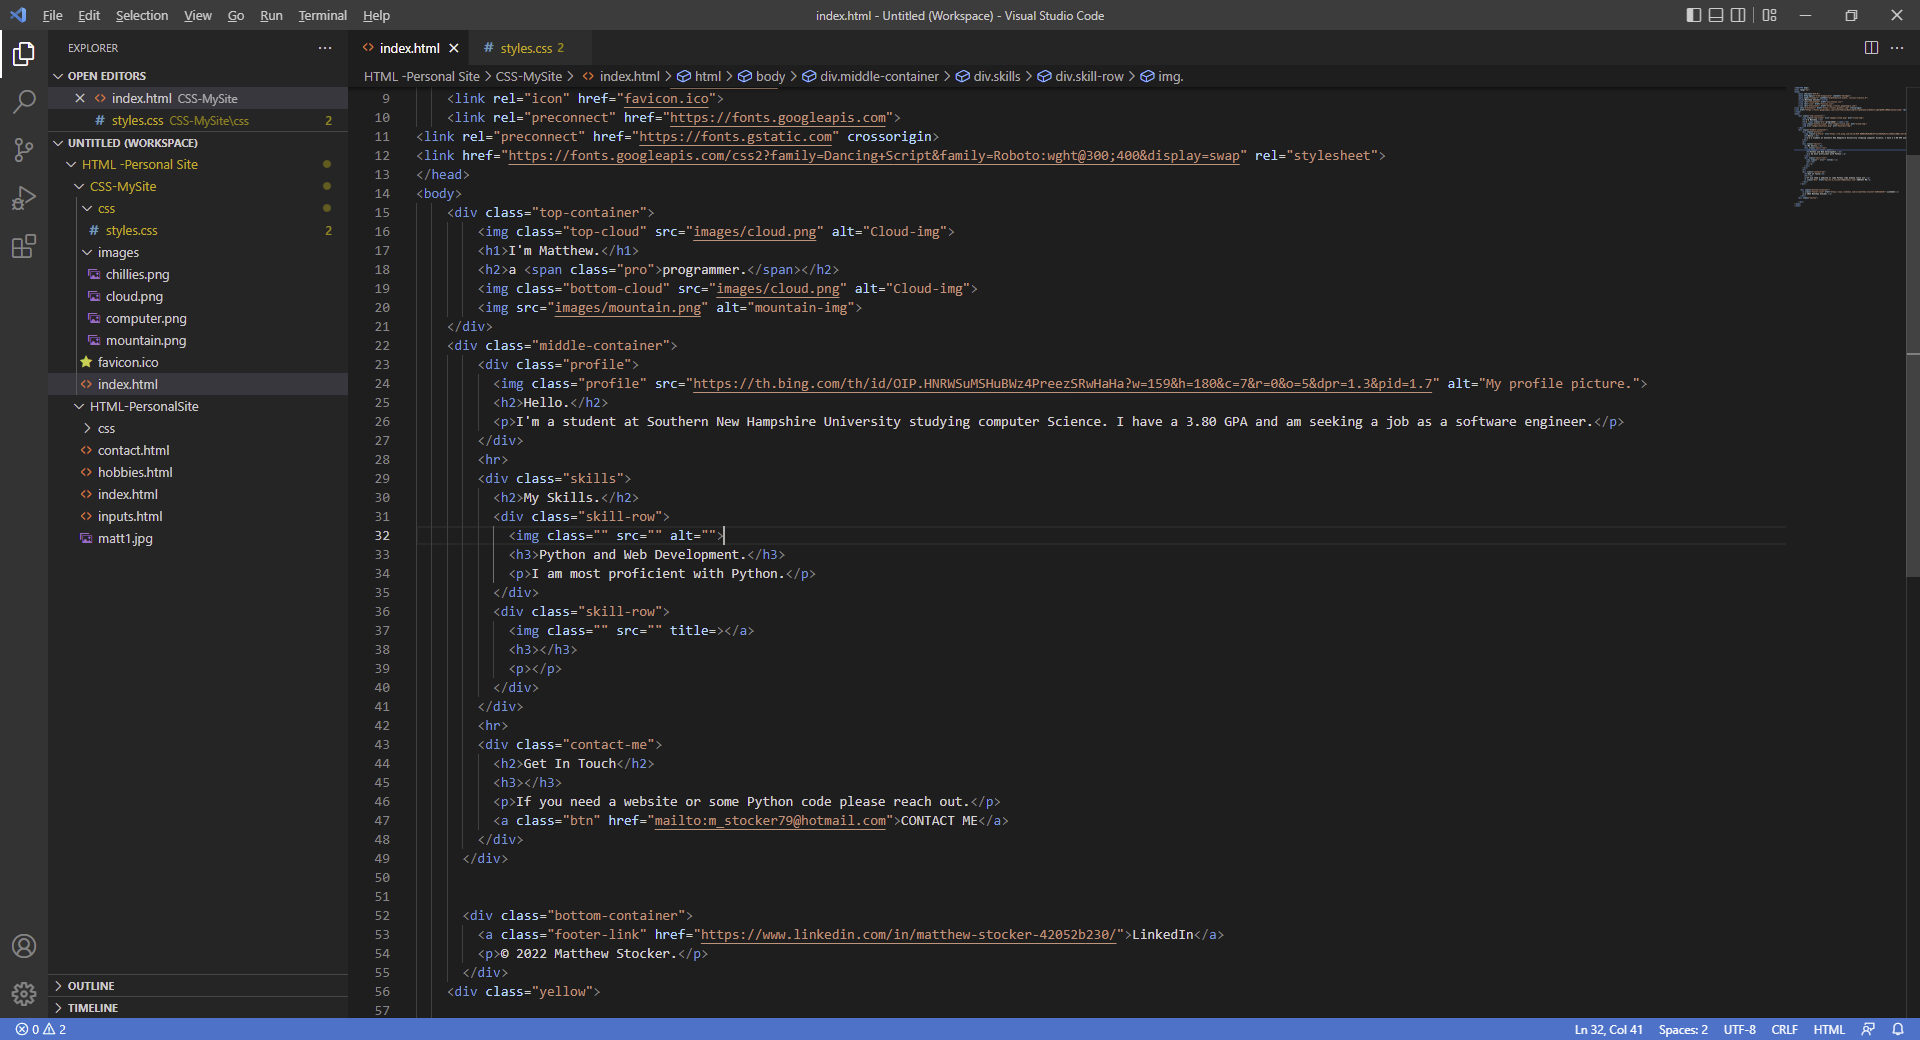 File Edit Selection View Go Run Terminal Help
index.html - Untitled (Workspace) - Visual Studio Code
EXPLORER
OPEN EDITORS
index.html CSS-MySite
styles.css CSS-MySite\css 2
UNTITLED (WORKSPACE)
HTML -Personal Site
CSS-MySite
css
styles.css 2
images
chillies.png
cloud.png
computer.png
mountain.png
favicon.ico
index.html
HTML-PersonalSite
css
contact.html
hobbies.html
index.html
inputs.html
matt1.jpg
OUTLINE
TIMELINE
index.html
styles.css 2
HTML -Personal Site > CSS-MySite > index.html > html > body > div.middle-container > div.skills > div.skill-row > img.
9 <link rel="icon" href="favicon.ico">
10 <link rel="preconnect" href="https://fonts.googleapis.com">
11 <link rel="preconnect" href="https://fonts.gstatic.com" crossorigin>
12 <link href="https://fonts.googleapis.com/css2?family=Dancing+Script&family=Roboto:wght@300;400&display=swap" rel="stylesheet">
13 </head>
14 <body>
15 <div class="top-container">
16 <img class="top-cloud" src="images/cloud.png" alt="Cloud-img">
17 <h1>I'm Matthew.</h1>
18 <h2>a <span class="pro">programmer.</span></h2>
19 <img class="bottom-cloud" src="images/cloud.png" alt="Cloud-img">
20 <img src="images/mountain.png" alt="mountain-img">
21 </div>
22 <div class="middle-container">
23 <div class="profile">
24 <img class="profile" src="https://th.bing.com/th/id/OIP.HNRWSuMSHuBWz4PreezSRwHaHa?w=159&h=180&c=7&r=0&o=5&dpr=1.3&pid=1.7" alt="My profile picture.">
25 <h2>Hello.</h2>
26 <p>I'm a student at Southern New Hampshire University studying computer Science. I have a 3.80 GPA and am seeking a job as a software engineer.</p>
27 </div>
28 <hr>
29 <div class="skills">
30 <h2>My Skills.</h2>
31 <div class="skill-row">
32 <img class="" src="" alt="">
33 <h3>Python and Web Development.</h3>
34 <p>I am most proficient with Python.</p>
35 </div>
36 <div class="skill-row">
37 <img class="" src="" title=></a>
38 <h3></h3>
39 <p></p>
40 </div>
41 </div>
42 <hr>
43 <div class="contact-me">
44 <h2>Get In Touch</h2>
45 <h3></h3>
46 <p>If you need a website or some Python code please reach out.</p>
47 <a class="btn" href="mailto:m_stocker79@hotmail.com">CONTACT ME</a>
48 </div>
49 </div>
50
51
52 <div class="bottom-container">
53 <a class="footer-link" href="https://www.linkedin.com/in/matthew-stocker-42052b230/">LinkedIn</a>
54 <p>© 2022 Matthew Stocker.</p>
55 </div>
56 <div class="yellow">
57
0 2
Ln 32, Col 41 Spaces: 2 UTF-8 CRLF HTML